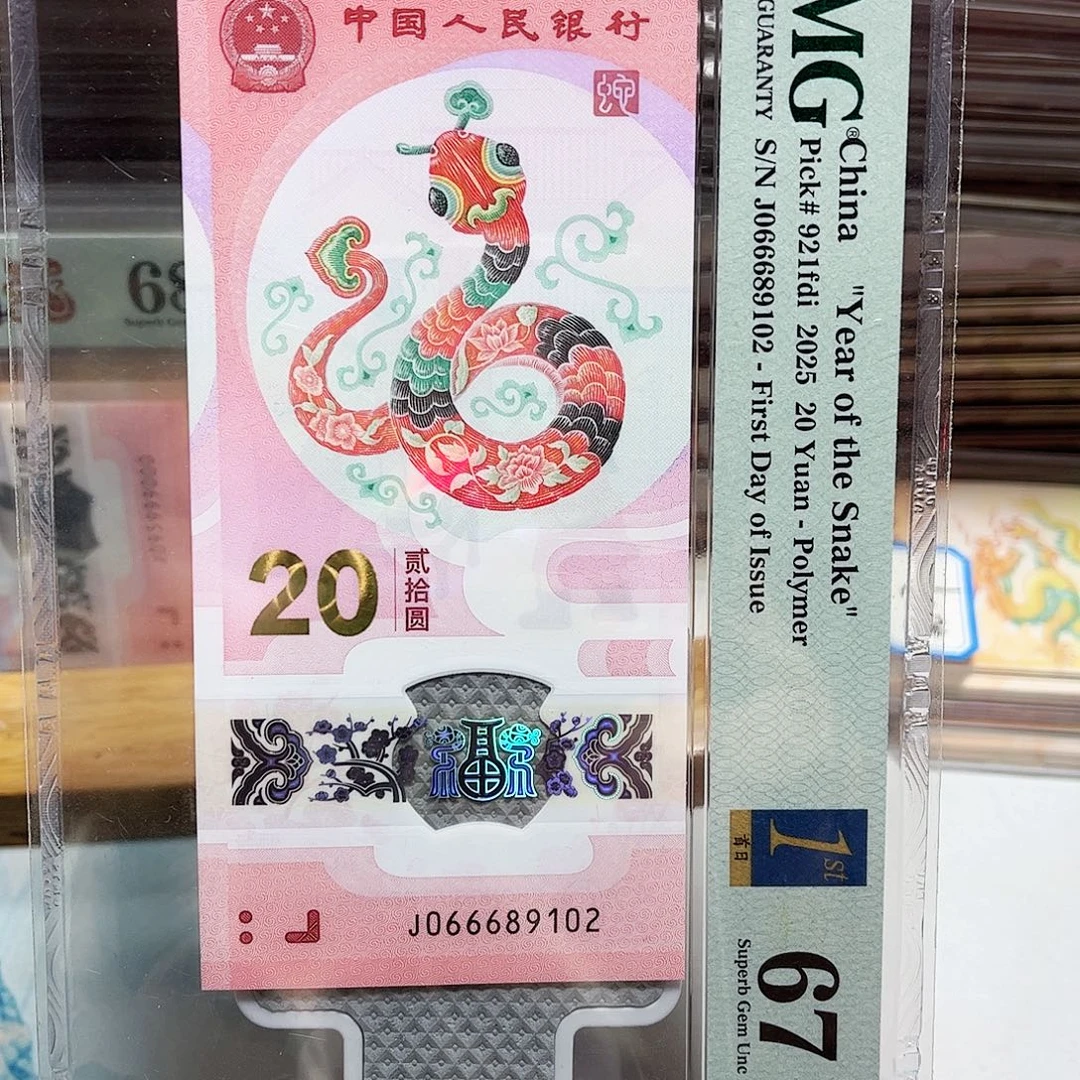 中国人民银行
蛇
20
贰拾圆
J066689102
MG®
China "Year of the Snake"
Pick# 921fdi 2025 20 Yuan - Polymer
GUARANTY S/N J066689102 - First Day of Issue
1st
首日
67
Superb Gem Unc
68